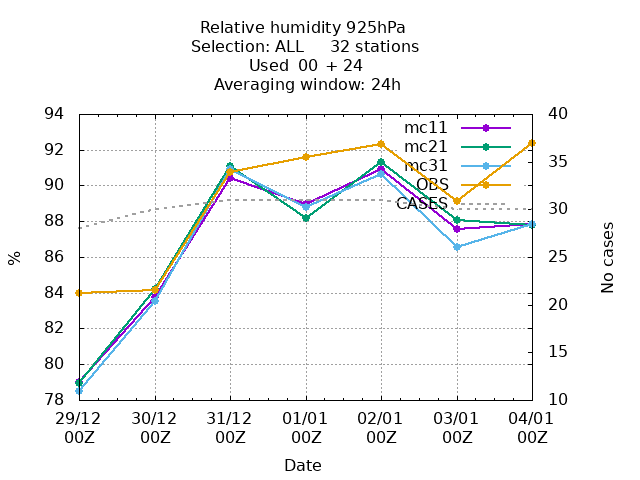 Relative humidity 925hPa
Selection: ALL 32 stations
Used 00 + 24
Averaging window: 24h
94 40
92 35
90 30
88 25
86 20
84 15
82 10
80
78
mc11
mc21
mc31
OBS
CASES
%
No cases
29/12 30/12 31/12 01/01 02/01 03/01 04/01
00Z 00Z 00Z 00Z 00Z 00Z 00Z
Date